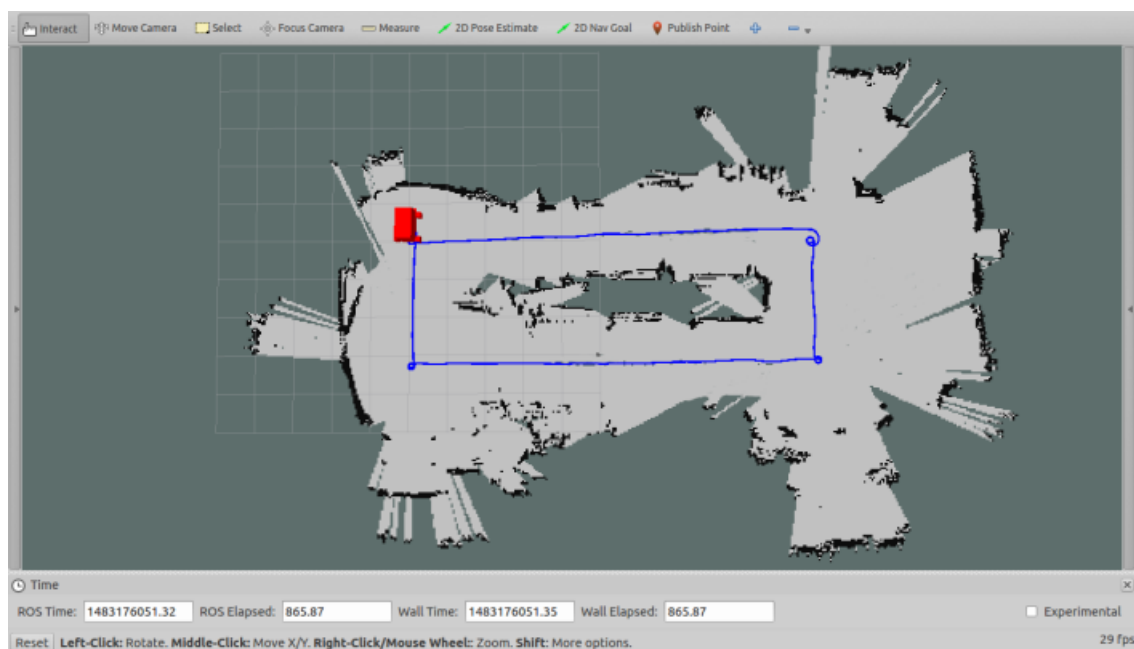 Interact Move Camera Select Focus Camera Measure 2D Pose Estimate 2D Nav Goal Publish Point
Time
ROS Time: 1483176051.32 ROS Elapsed: 865.87 Wall Time: 1483176051.35 Wall Elapsed: 865.87 Experimental
Reset Left-Click: Rotate. Middle-Click: Move X/Y. Right-Click/Mouse Wheel:: Zoom. Shift: More options. 29 fps